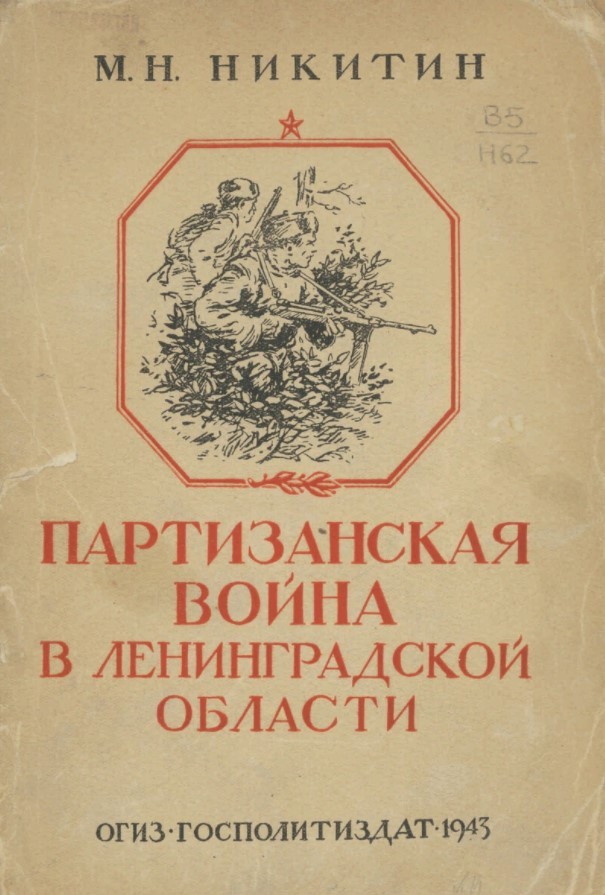 М. Н. НИКИТИН
В5
Н62
ПАРТИЗАНСКАЯ
ВОЙНА
В ЛЕНИНГРАДСКОЙ
ОБЛАСТИ
ОГИЗ·ГОСПОЛИТИЗДАТ·1943